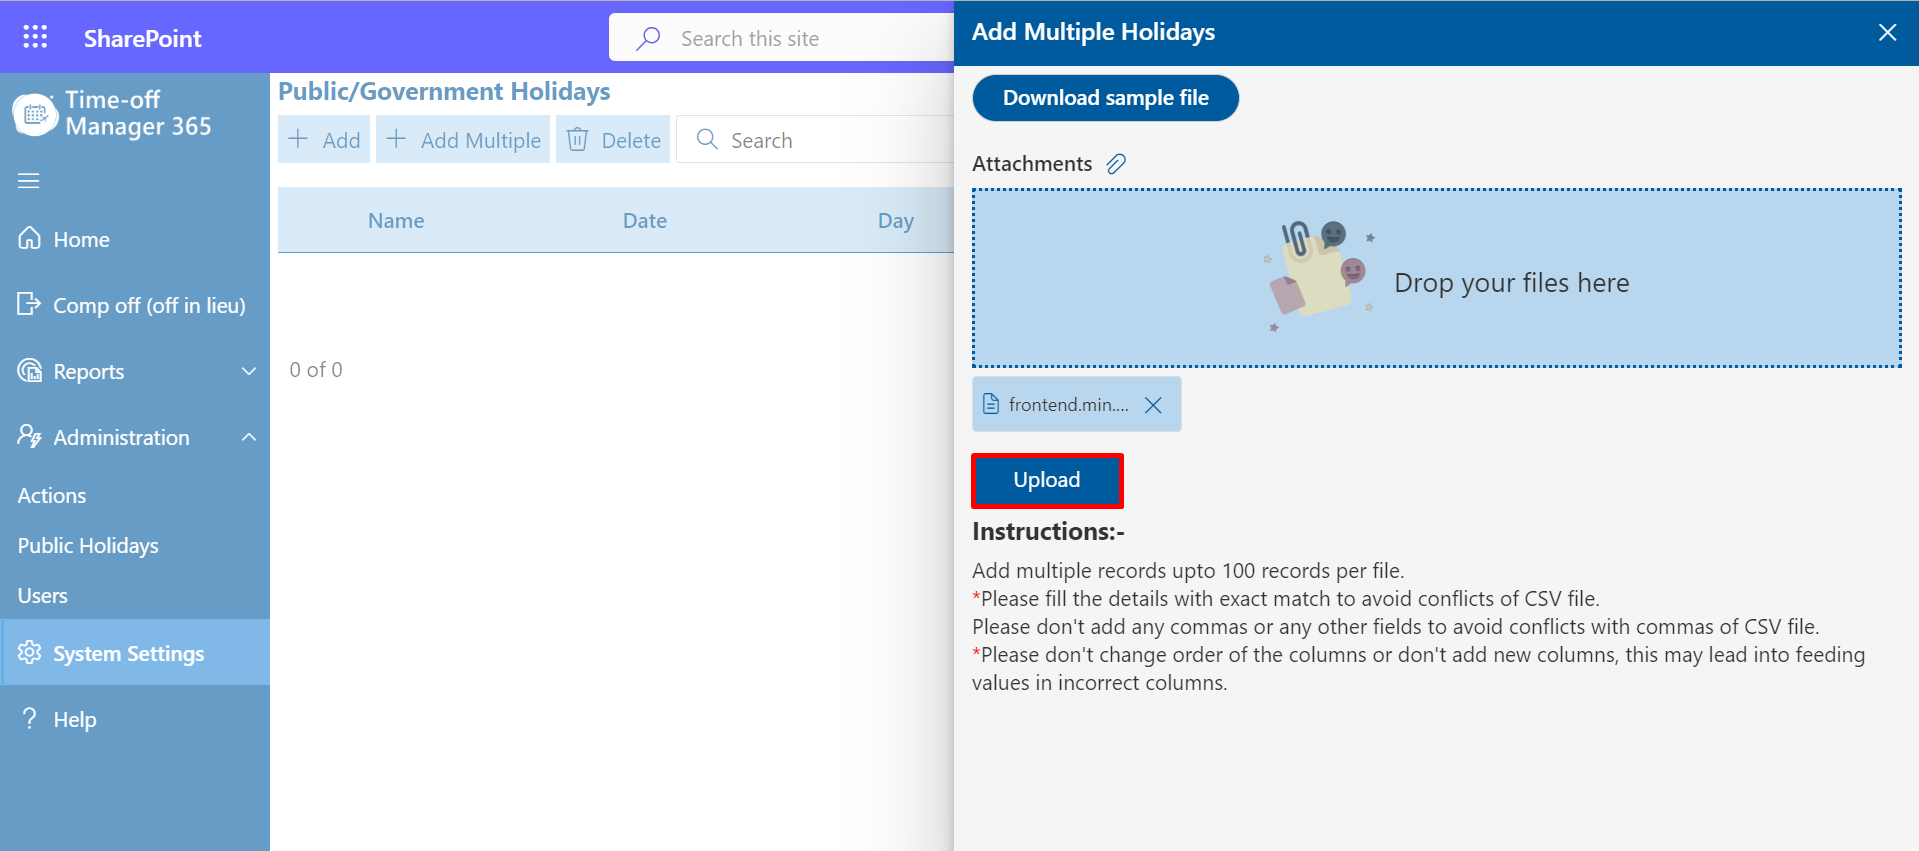 SharePoint
Search this site
Time-off
Manager 365
Home
Comp off (off in lieu)
Reports
Administration
Actions
Public Holidays
Users
System Settings
Help
Public/Government Holidays
Add
Add Multiple
Delete
Search
Name Date Day
0 of 0
Add Multiple Holidays
Download sample file
Attachments
Drop your files here
frontend.min....
Upload
Instructions:-
Add multiple records upto 100 records per file.
*Please fill the details with exact match to avoid conflicts of CSV file.
Please don't add any commas or any other fields to avoid conflicts with commas of CSV file.
*Please don't change order of the columns or don't add new columns, this may lead into feeding
values in incorrect columns.